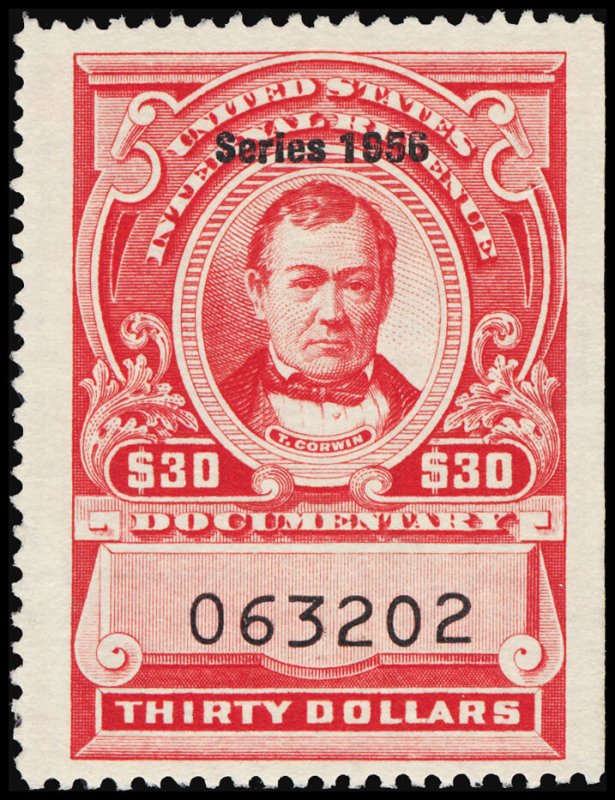 UNITED STATES
INTERNAL REVENUE
Series 1956
T. CORWIN
$30 $30
DOCUMENTARY
063202
THIRTY DOLLARS